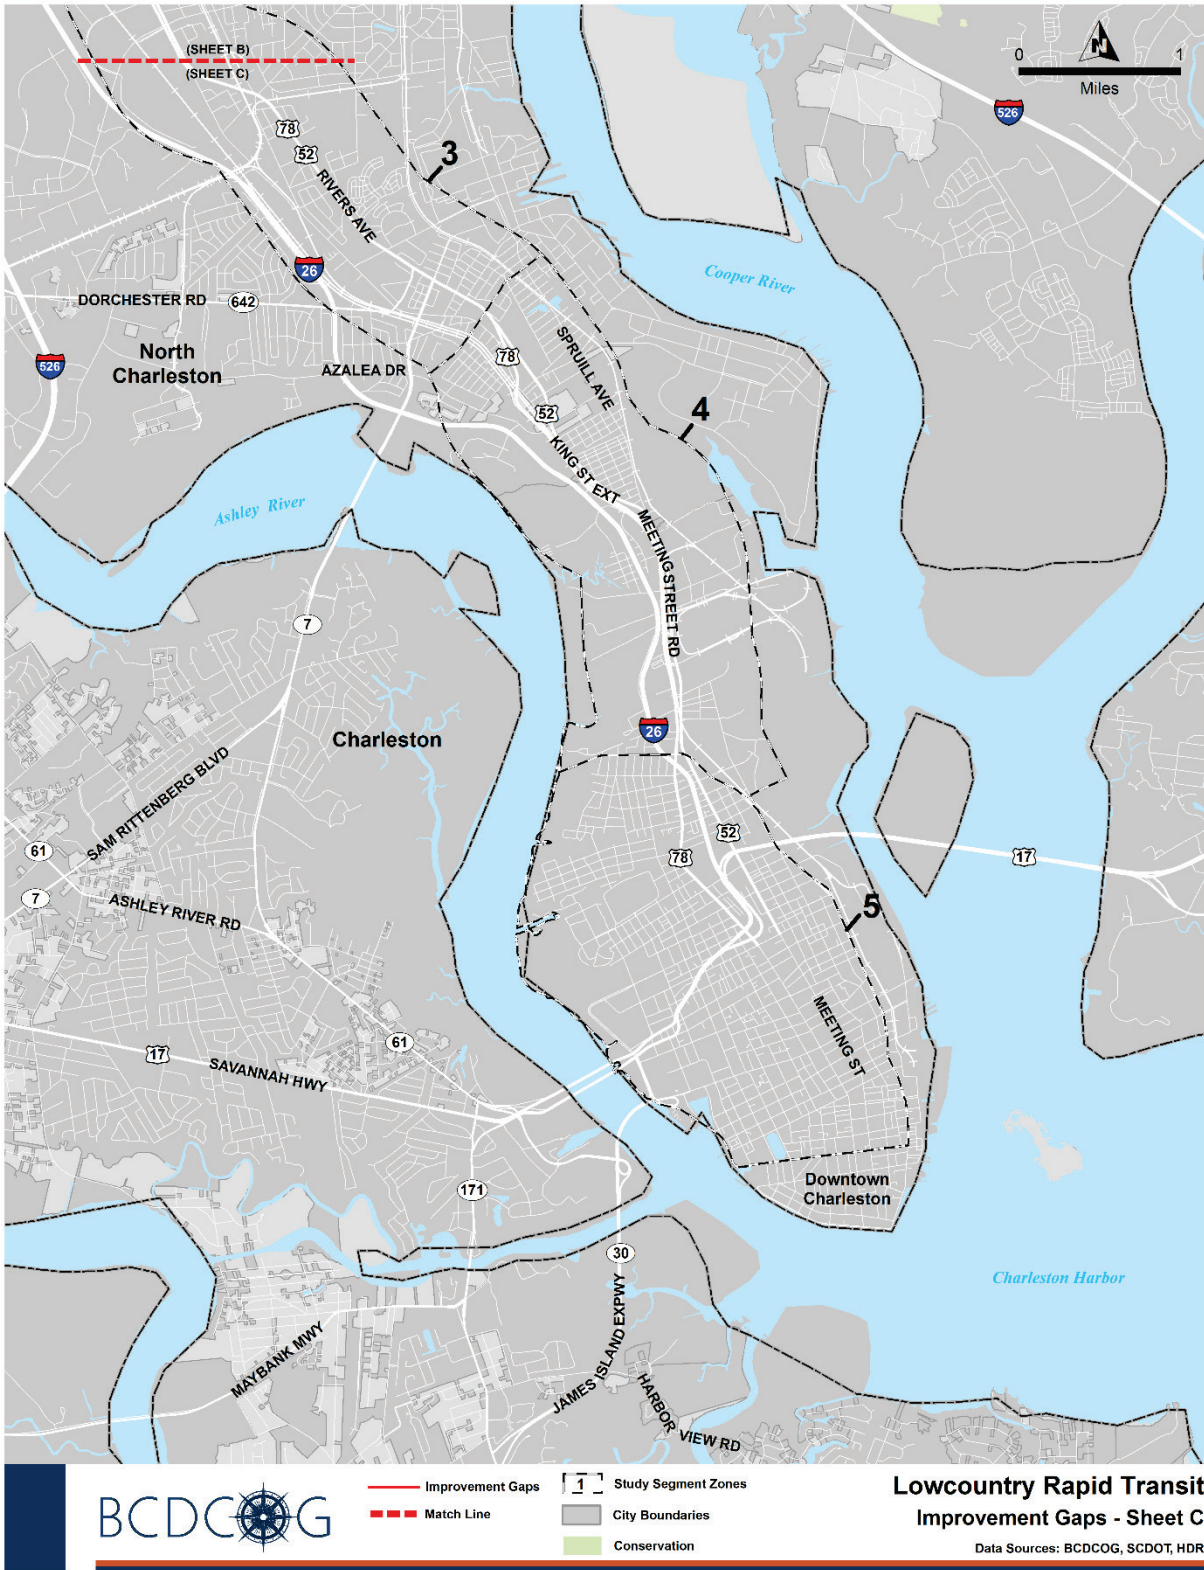 (SHEET B)
(SHEET C)
N
0
1
Miles
526
78
52
3
RIVERS AVE
26
Cooper River
DORCHESTER RD
642
North
Charleston
526
AZALEA DR
78
SPRUILL AVE
52
4
KING ST EXT
Ashley River
MEETING STREET RD
7
Charleston
26
SAM RITTENBERG BLVD
61
7
ASHLEY RIVER RD
52
78
17
5
MEETING ST
61
17
SAVANNAH HWY
Downtown
Charleston
171
30
Charleston Harbor
MAYBANK MWY
JAMES ISLAND EXPWY
HARBOR VIEW RD
BCDCOG
Improvement Gaps
Match Line
1
Study Segment Zones
City Boundaries
Conservation
Lowcountry Rapid Transit
Improvement Gaps - Sheet C
Data Sources: BCDCOG, SCDOT, HDR